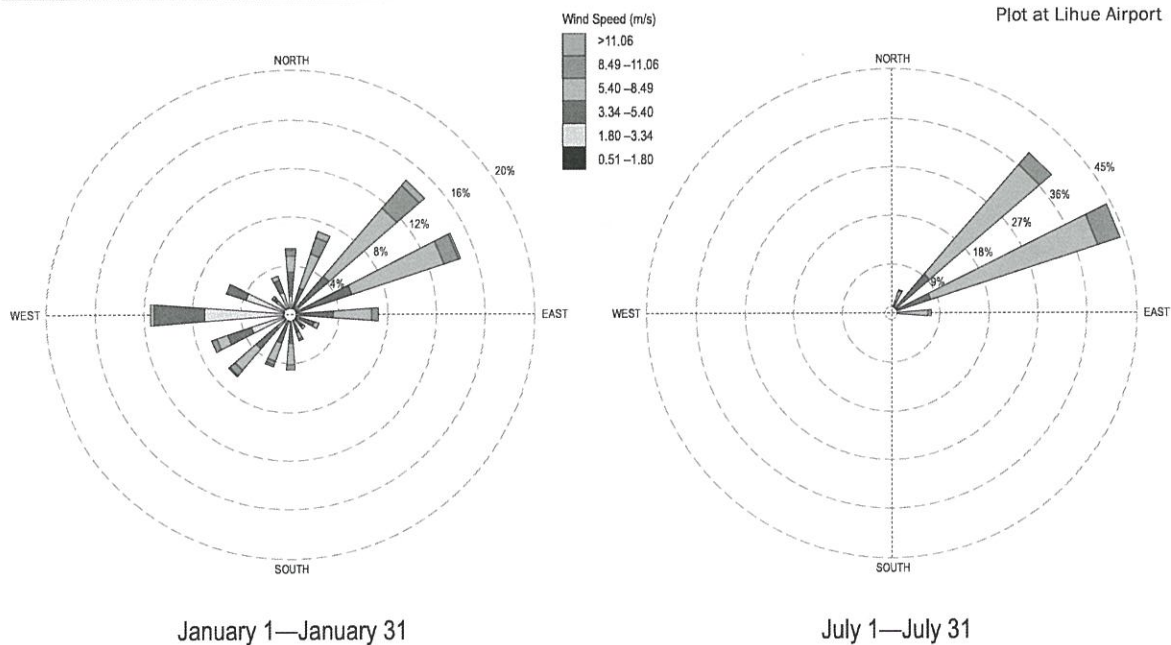 Plot at Lihue Airport
Wind Speed (m/s)
>11.06
8.49 –11.06
5.40 –8.49
3.34 –5.40
1.80 –3.34
0.51 –1.80
NORTH
20%
16%
12%
8%
4%
WEST
EAST
SOUTH
January 1—January 31
NORTH
45%
36%
27%
18%
9%
WEST
EAST
SOUTH
July 1—July 31